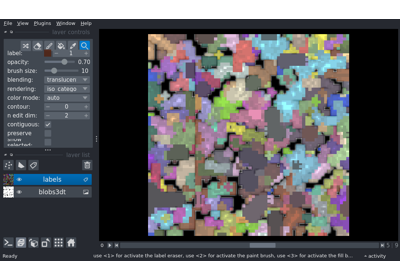 File View Plugins Window Help
layer controls
label: 1
opacity: 0.70
brush size: 10
blending: translucen
rendering: iso_catego
color mode: auto
contour: 0
n edit dim: 2
contiguous:
preserve
selected:
layer list
labels
blobs3dt
Ready
use <1> for activate the label eraser, use <2> for activate the paint brush, use <3> for activate the fill b...
activity